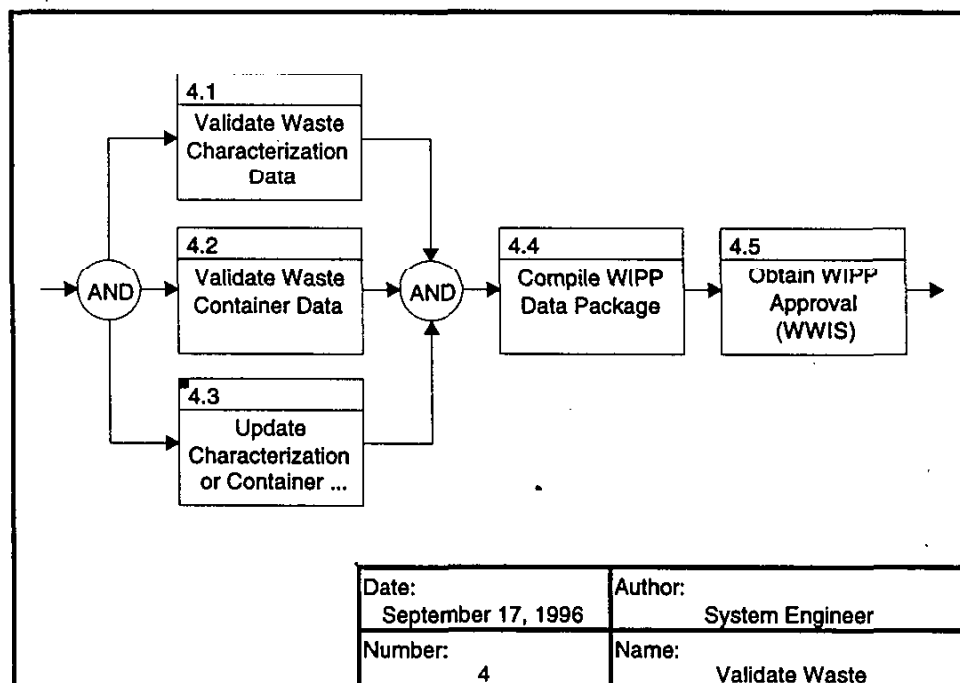 4.1
Validate Waste
Characterization
Data
AND
4.2
Validate Waste
Container Data
AND
4.3
Update
Characterization
or Container ...
4.4
Compile WIPP
Data Package
4.5
Obtain WIPP
Approval
(WWIS)
Date:
September 17, 1996
Author:
System Engineer
Number:
4
Name:
Validate Waste